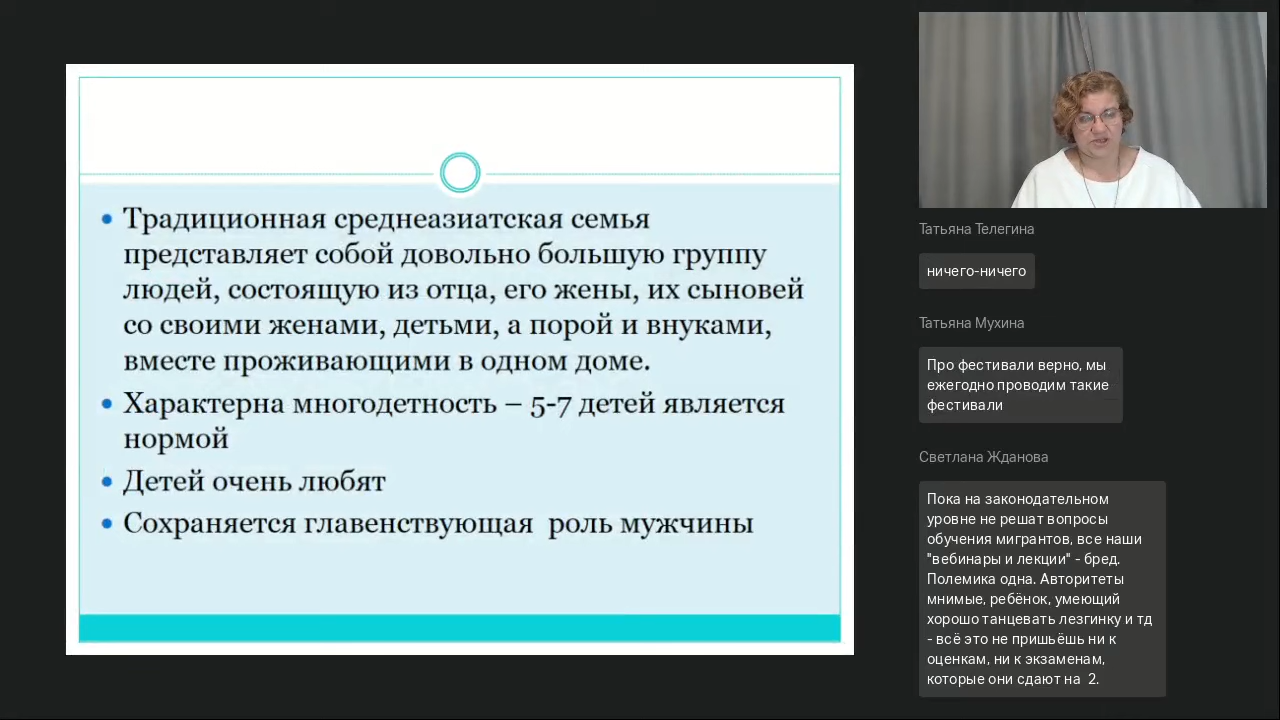 Традиционная среднеазиатская семья
представляет собой довольно большую группу
людей, состоящую из отца, его жены, их сыновей
со своими женами, детьми, а порой и внуками,
вместе проживающими в одном доме.
Характерна многодетность – 5-7 детей является
нормой
Детей очень любят
Сохраняется главенствующая роль мужчины
Татьяна Телегина
ничего-ничего
Татьяна Мухина
Про фестивали верно, мы
ежегодно проводим такие
фестивали
Светлана Жданова
Пока на законодательном
уровне не решат вопросы
обучения мигрантов, все наши
"вебинары и лекции" - бред.
Полемика одна. Авторитеты
мнимые, ребёнок, умеющий
хорошо танцевать лезгинку и тд
- всё это не пришьёшь ни к
оценкам, ни к экзаменам,
которые они сдают на 2.